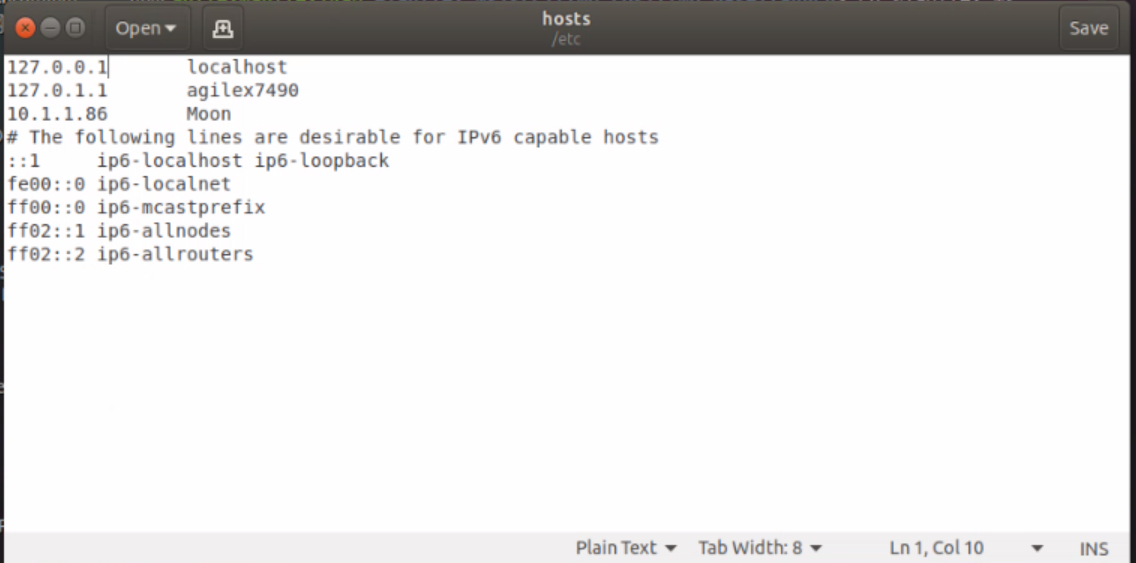 Open
hosts
/etc
Save
127.0.0.1 localhost
127.0.1.1 agilex7490
10.1.1.86 Moon
# The following lines are desirable for IPv6 capable hosts
::1 ip6-localhost ip6-loopback
fe00::0 ip6-localnet
ff00::0 ip6-mcastprefix
ff02::1 ip6-allnodes
ff02::2 ip6-allrouters
Plain Text Tab Width: 8 Ln 1, Col 10 INS